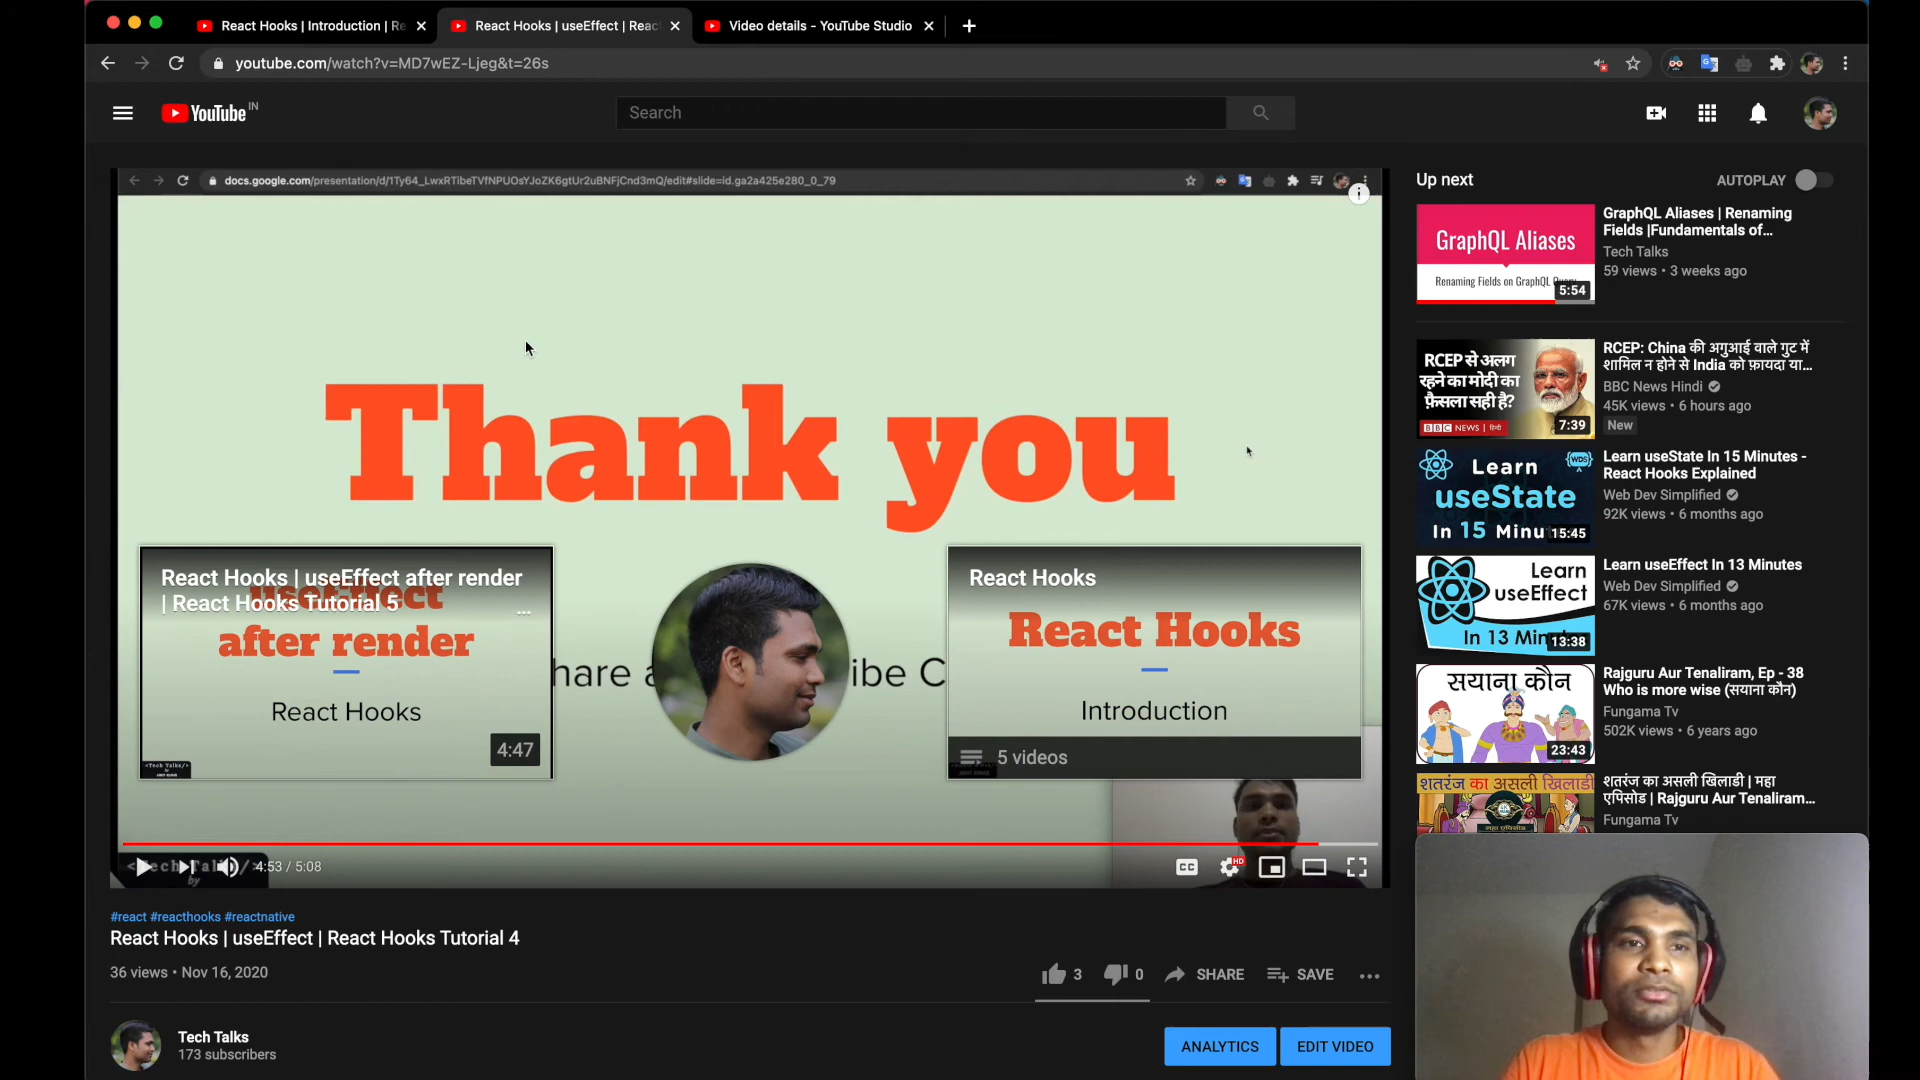 React Hooks | Introduction | Re
React Hooks | useEffect | Reac
Video details - YouTube Studio
youtube.com/watch?v=MD7wEZ-Ljeg&t=26s
YouTube IN
Search
docs.google.com/presentation/d/1Ty64_LwxRTibeTVfNPUOsYJoZK6gtUr2uBNFjCnd3mQ/edit#slide=id.ga2a425e280_0_79
Thank you
React Hooks | useEffect after render
| React Hooks Tutorial 5
useEffect
after render
React Hooks
4:47
<Tech Talks/>
hare a
ibe C
React Hooks
React Hooks
Introduction
5 videos
4:53 / 5:08
by
CC
HD
#react #reacthooks #reactnative
React Hooks | useEffect | React Hooks Tutorial 4
36 views • Nov 16, 2020
3
0
SHARE
SAVE
Tech Talks
173 subscribers
ANALYTICS
EDIT VIDEO
Up next
AUTOPLAY
GraphQL Aliases
Renaming Fields on GraphQL Query
5:54
GraphQL Aliases | Renaming
Fields |Fundamentals of...
Tech Talks
59 views • 3 weeks ago
RCEP से अलग
रहने का मोदी का
फ़ैसला सही है?
BBC NEWS | हिन्दी
7:39
RCEP: China की अगुआई वाले गुट में
शामिल न होने से India को फ़ायदा या...
BBC News Hindi
45K views • 6 hours ago
New
Learn
WDS
useState
In 15 Minu
15:45
Learn useState In 15 Minutes -
React Hooks Explained
Web Dev Simplified
92K views • 6 months ago
Learn
useEffect
In 13 Min
13:38
Learn useEffect In 13 Minutes
Web Dev Simplified
67K views • 6 months ago
सयाना कौन
23:43
Rajguru Aur Tenaliram, Ep - 38
Who is more wise (सयाना कौन)
Fungama Tv
502K views • 6 years ago
शतरंज का असली खिलाडी
शतरंज का असली खिलाडी | महा
एपिसोड | Rajguru Aur Tenaliram...
Fungama Tv